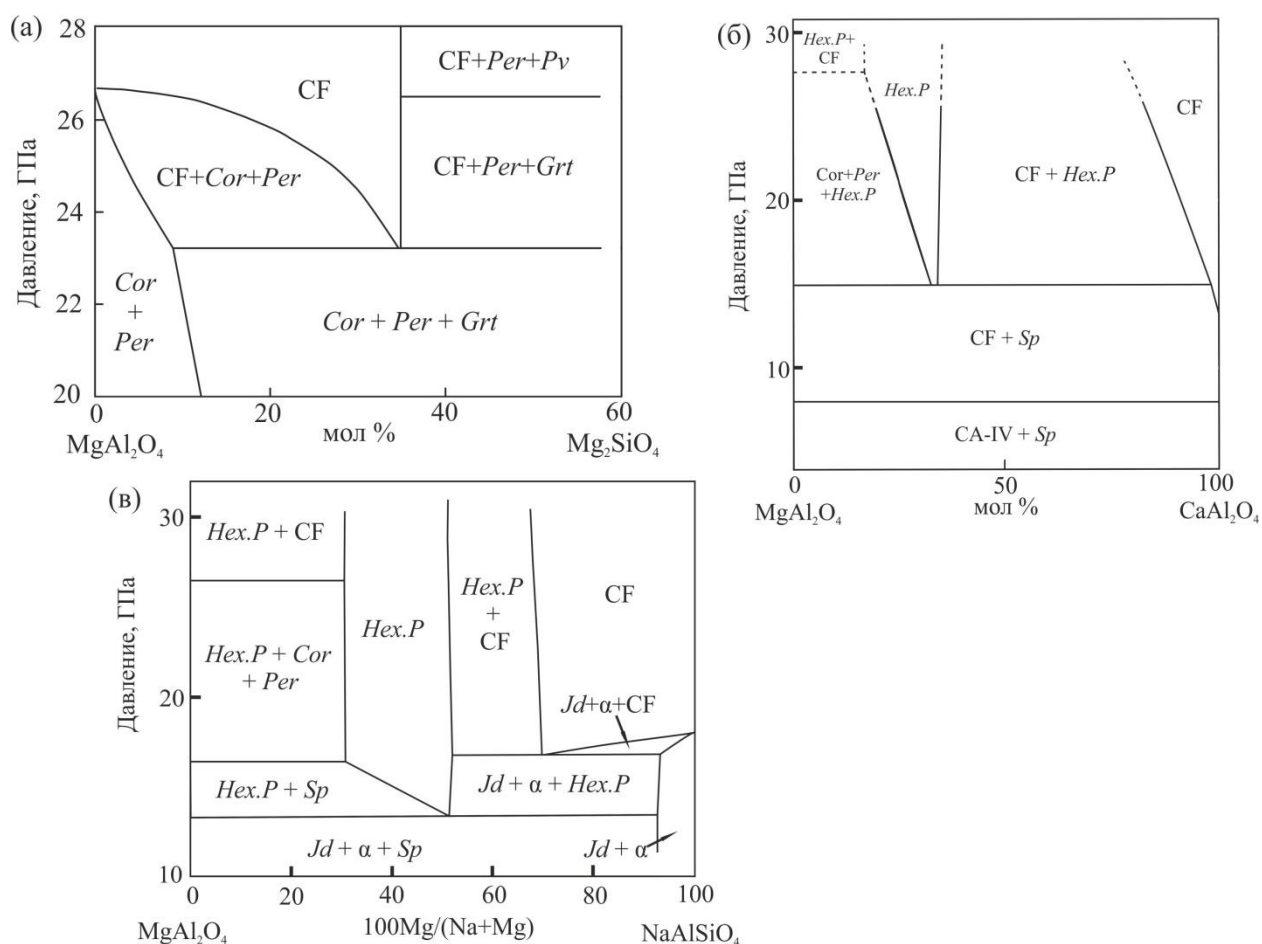 (а)
Давление, ГПа
28
26
24
22
20
CF
CF+Per+Pv
CF+Cor+Per
CF+Per+Grt
Cor
+
Per
Cor + Per + Grt
0
20
40
60
MgAl₂O₄
мол %
Mg₂SiO₄
(б)
Давление, ГПа
30
20
10
Hex.P+
CF
Hex.P
CF
Cor+Per
+Hex.P
CF + Hex.P
CF + Sp
CA-IV + Sp
0
50
100
MgAl₂O₄
мол %
CaAl₂O₄
(в)
Давление, ГПа
30
20
10
Hex.P + CF
Hex.P
Hex.P
+
CF
CF
Hex.P + Cor
+ Per
Jd+α+CF
Hex.P + Sp
Jd + α + Hex.P
Jd + α + Sp
Jd + α
0
20
40
60
80
100
MgAl₂O₄
100Mg/(Na+Mg)
NaAlSiO₄